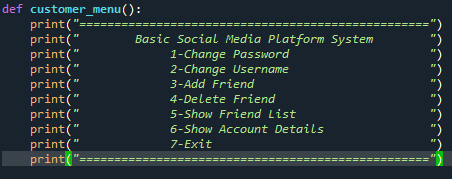 def customer_menu():
    print("==================================================")
    print("        Basic Social Media Platform System        ")
    print("             1-Change Password                    ")
    print("             2-Change Username                    ")
    print("             3-Add Friend                         ")
    print("             4-Delete Friend                      ")
    print("             5-Show Friend List                   ")
    print("             6-Show Account Details               ")
    print("             7-Exit                               ")
    print("==================================================")